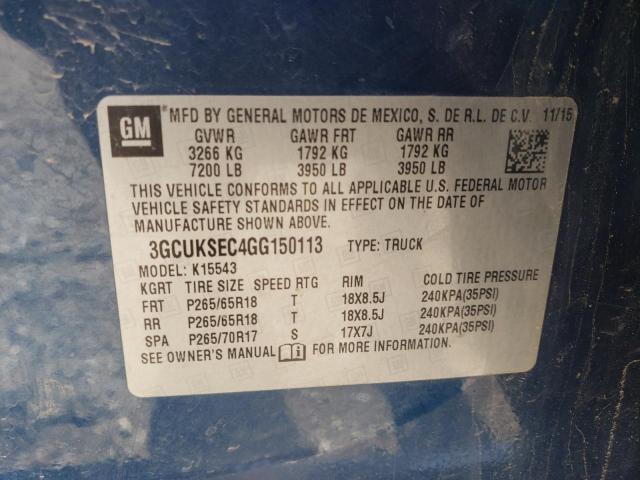 GM
MFD BY GENERAL MOTORS DE MEXICO, S. DE R.L. DE C.V. 11/15
GVWR GAWR FRT GAWR RR
3266 KG 1792 KG 1792 KG
7200 LB 3950 LB 3950 LB
THIS VEHICLE CONFORMS TO ALL APPLICABLE U.S. FEDERAL MOTOR
VEHICLE SAFETY STANDARDS IN EFFECT ON THE DATE OF
MANUFACTURE SHOWN ABOVE.
3GCUKSEC4GG150113 TYPE: TRUCK
MODEL: K15543
KGRT TIRE SIZE SPEED RTG RIM COLD TIRE PRESSURE
FRT P265/65R18 T 18X8.5J 240KPA(35PSI)
RR P265/65R18 T 18X8.5J 240KPA(35PSI)
SPA P265/70R17 S 17X7J 240KPA(35PSI)
SEE OWNER'S MANUAL i FOR MORE INFORMATION.